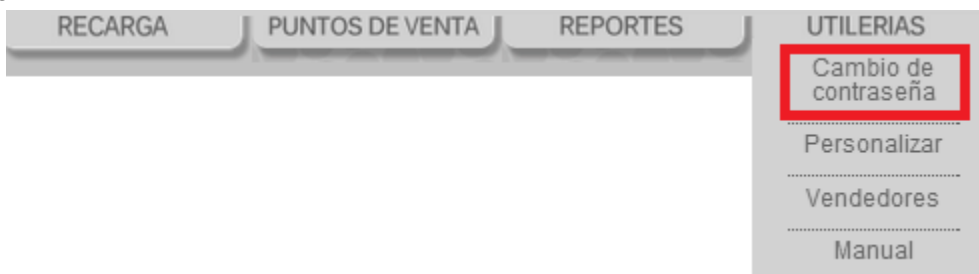 RECARGA PUNTOS DE VENTA REPORTES UTILERIAS
Cambio de
contraseña
Personalizar
Vendedores
Manual